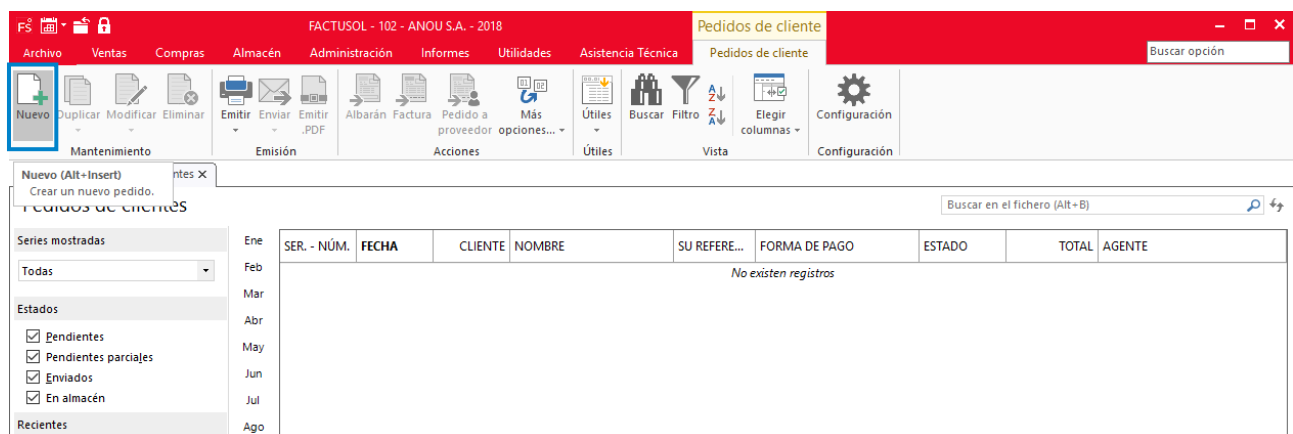 FS FACTUSOL - 102 - ANOU S.A. - 2018 Pedidos de cliente
Archivo Ventas Compras Almacén Administración Informes Utilidades Asistencia Técnica Pedidos de cliente Buscar opción
Nuevo Duplicar Modificar Eliminar Emitir Enviar Emitir .PDF Albarán Factura Pedido a proveedor Más opciones... Útiles Buscar Filtro Elegir columnas Configuración
Mantenimiento Emisión Acciones Útiles Vista Configuración
Nuevo (Alt+Insert) ntes X
Crear un nuevo pedido.
Pedidos de clientes Buscar en el fichero (Alt+B)
Series mostradas Ene SER. - NÚM. FECHA CLIENTE NOMBRE SU REFERE... FORMA DE PAGO ESTADO TOTAL AGENTE
Todas Feb No existen registros
Mar
Estados
Abr
Pendientes
May
Pendientes parciales
Enviados Jun
En almacén Jul
Recientes Ago